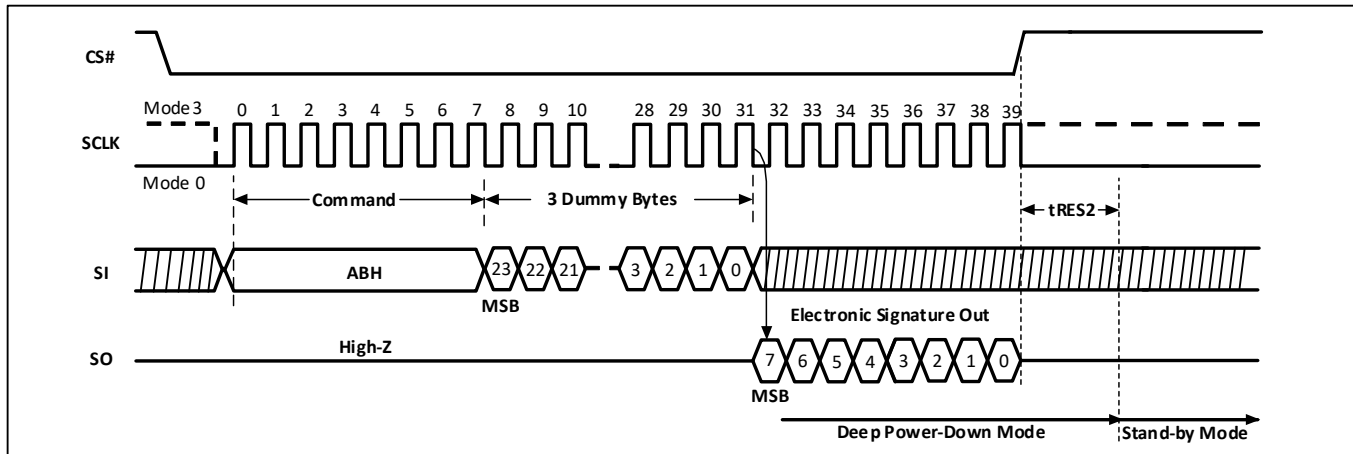 CS#
Mode 3 0 1 2 3 4 5 6 7 8 9 10 28 29 30 31 32 33 34 35 36 37 38 39
SCLK
Mode 0
Command 3 Dummy Bytes tRES2
SI ABH 23 22 21 3 2 1 0
MSB
Electronic Signature Out
High-Z
SO 7 6 5 4 3 2 1 0
MSB
Deep Power-Down Mode Stand-by Mode